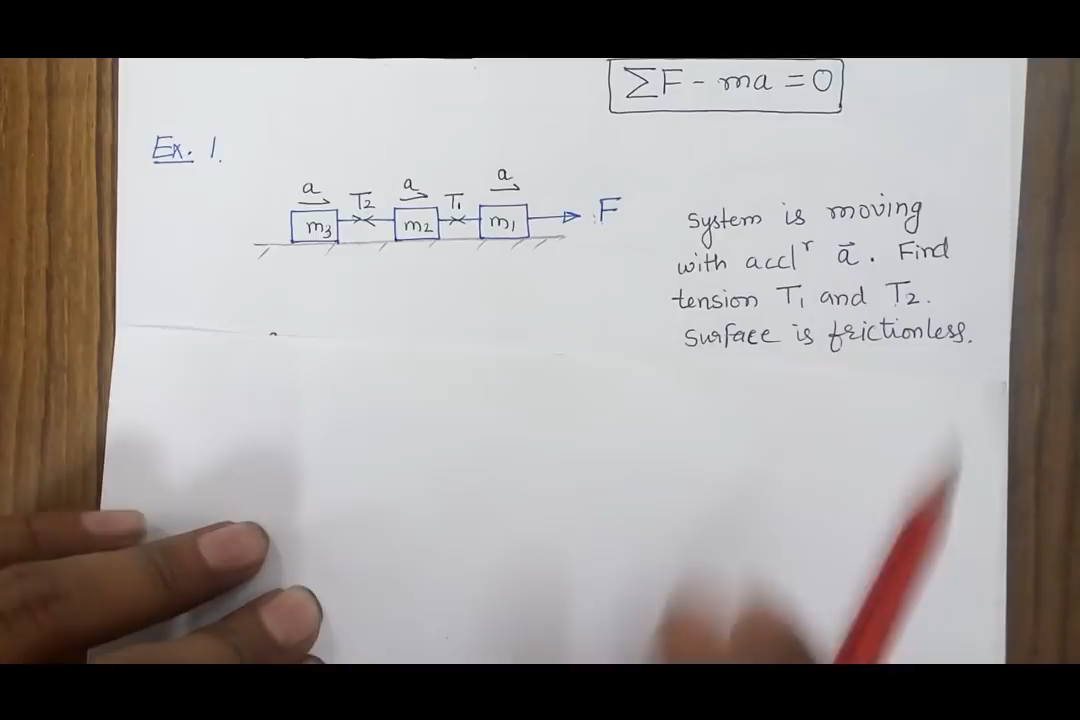 ΣF - ma = 0
Ex. 1.
a T2 a T1 a
m3 m2 m1 F
System is moving
with acclʳ a⃗. Find
tension T1 and T2.
Surface is frictionless.